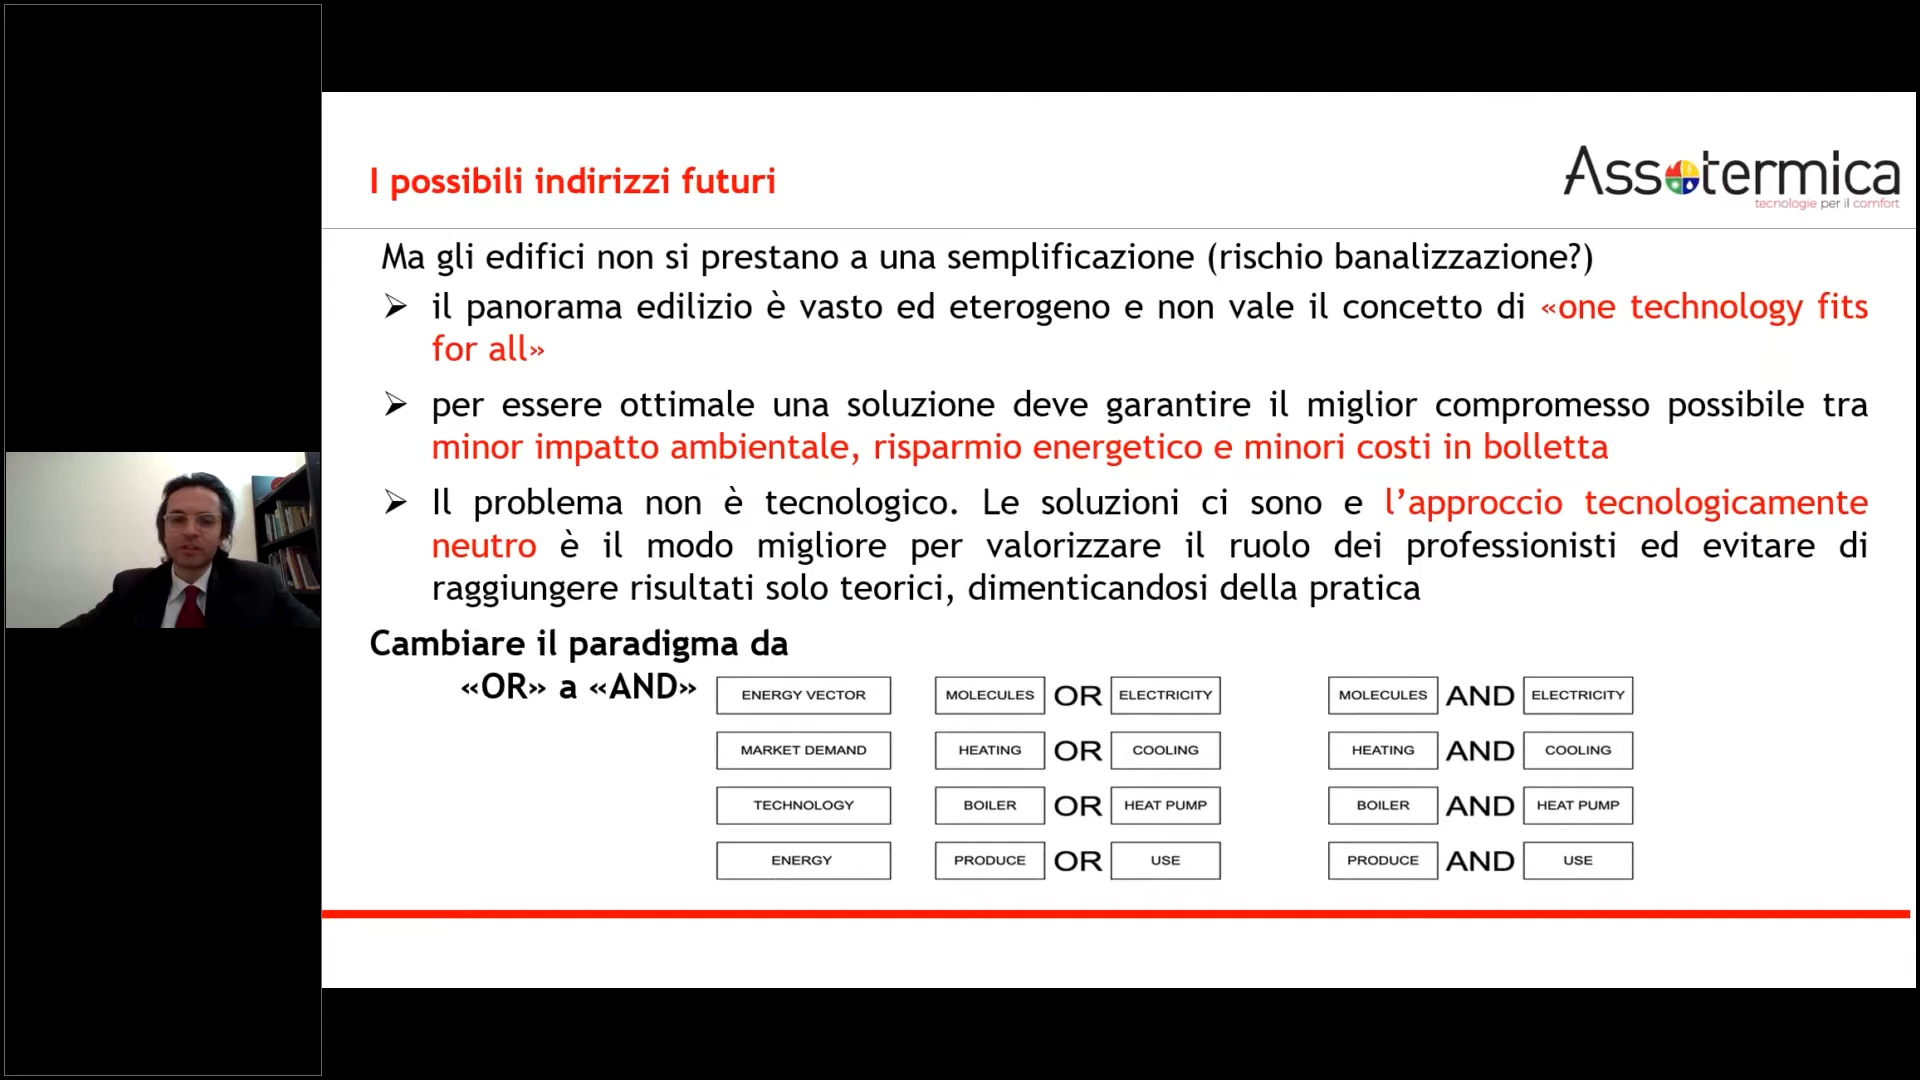 I possibili indirizzi futuri
Assotermica
tecnologie per il comfort
Ma gli edifici non si prestano a una semplificazione (rischio banalizzazione?)
il panorama edilizio è vasto ed eterogeno e non vale il concetto di «one technology fits
for all»
per essere ottimale una soluzione deve garantire il miglior compromesso possibile tra
minor impatto ambientale, risparmio energetico e minori costi in bolletta
Il problema non è tecnologico. Le soluzioni ci sono e l’approccio tecnologicamente
neutro è il modo migliore per valorizzare il ruolo dei professionisti ed evitare di
raggiungere risultati solo teorici, dimenticandosi della pratica
Cambiare il paradigma da
«OR» a «AND»
ENERGY VECTOR MOLECULES OR ELECTRICITY MOLECULES AND ELECTRICITY
MARKET DEMAND HEATING OR COOLING HEATING AND COOLING
TECHNOLOGY BOILER OR HEAT PUMP BOILER AND HEAT PUMP
ENERGY PRODUCE OR USE PRODUCE AND USE